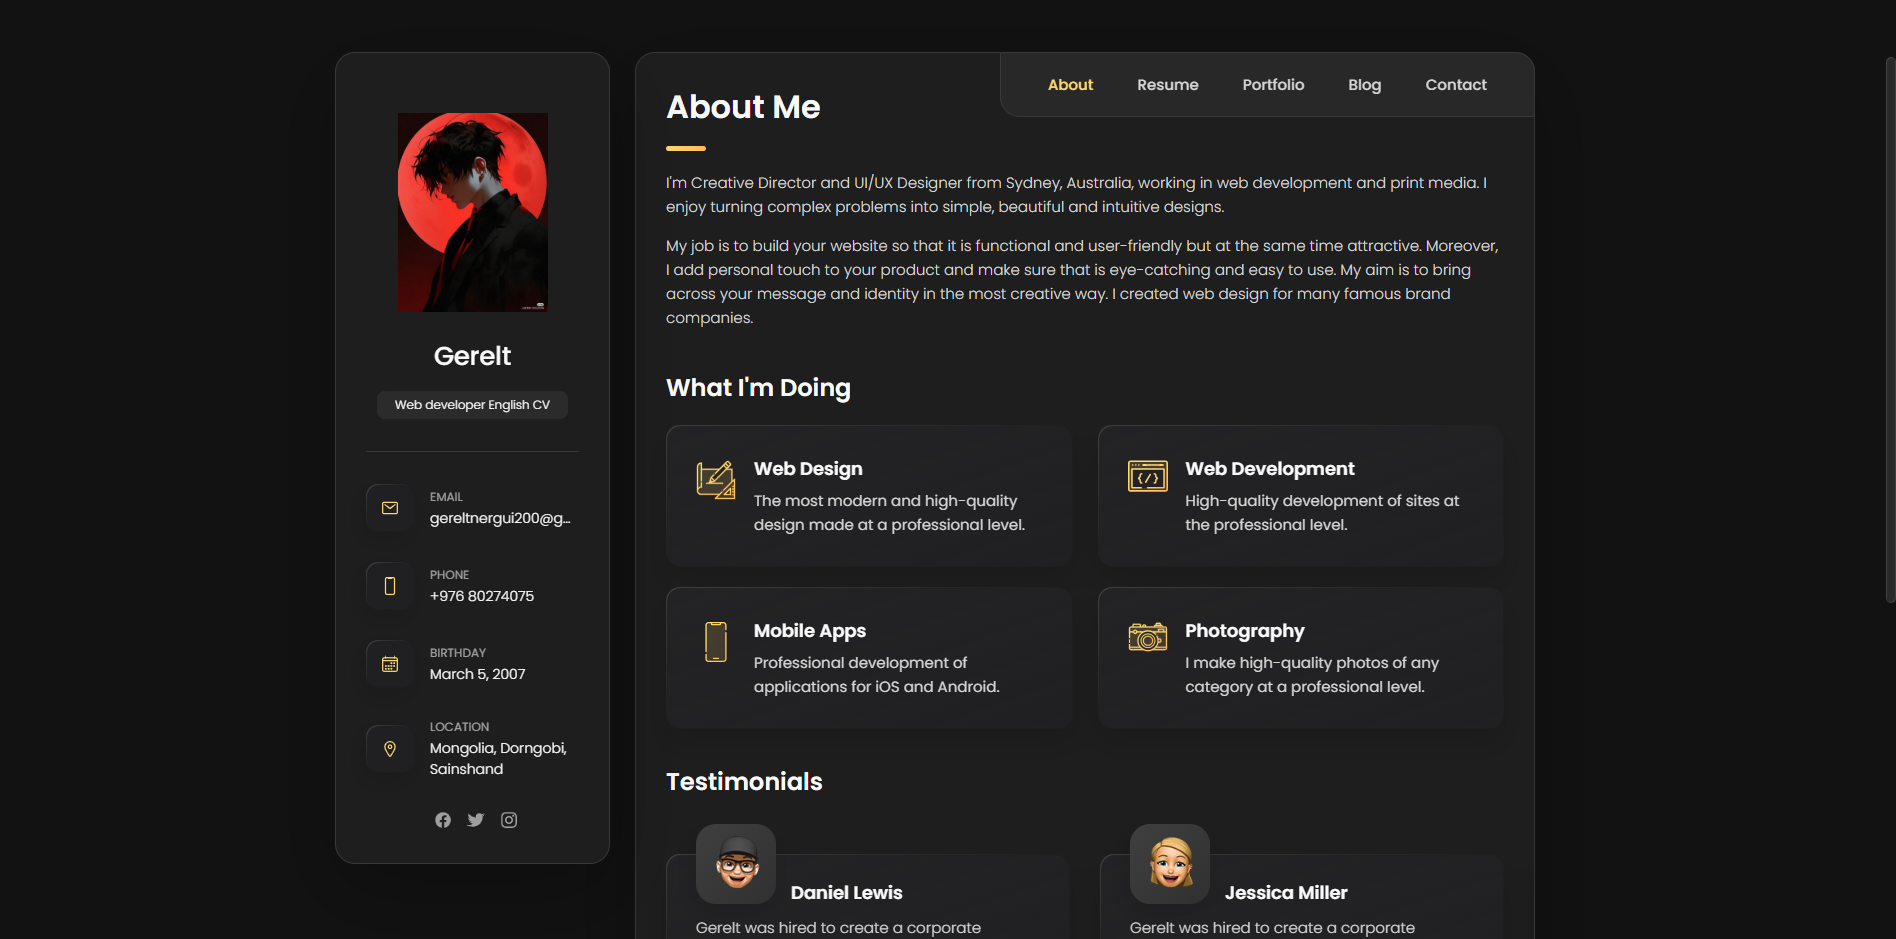 Gerelt
Web developer English CV
EMAIL
gereltnergui200@g...
PHONE
+976 80274075
BIRTHDAY
March 5, 2007
LOCATION
Mongolia, Dorngobi,
Sainshand
About
Resume
Portfolio
Blog
Contact
About Me
I'm Creative Director and UI/UX Designer from Sydney, Australia, working in web development and print media. I
enjoy turning complex problems into simple, beautiful and intuitive designs.
My job is to build your website so that it is functional and user-friendly but at the same time attractive. Moreover,
I add personal touch to your product and make sure that is eye-catching and easy to use. My aim is to bring
across your message and identity in the most creative way. I created web design for many famous brand
companies.
What I'm Doing
Web Design
The most modern and high-quality
design made at a professional level.
Web Development
High-quality development of sites at
the professional level.
Mobile Apps
Professional development of
applications for iOS and Android.
Photography
I make high-quality photos of any
category at a professional level.
Testimonials
Daniel Lewis
Gerelt was hired to create a corporate
Jessica Miller
Gerelt was hired to create a corporate